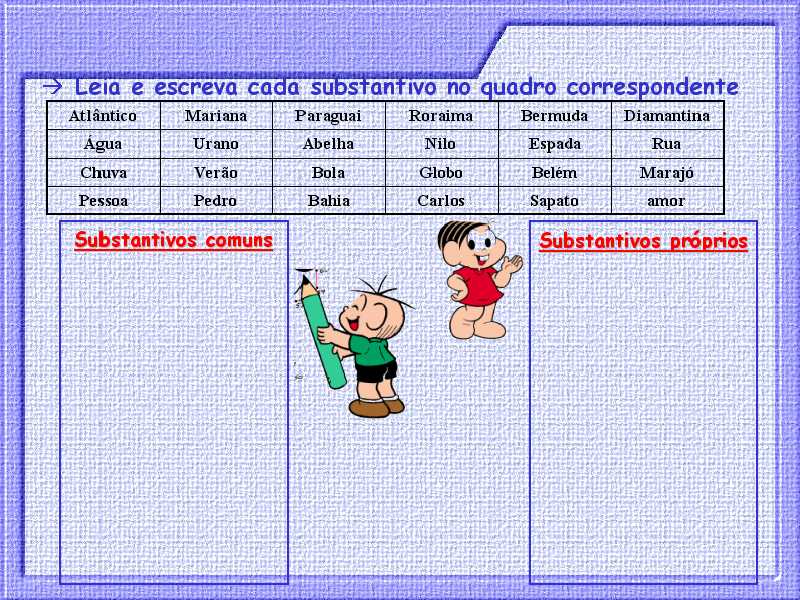 → Leia e escreva cada substantivo no quadro correspondente
Atlântico Mariana Paraguai Roraima Bermuda Diamantina
Água Urano Abelha Nilo Espada Rua
Chuva Verão Bola Globo Belém Marajó
Pessoa Pedro Bahia Carlos Sapato amor
Substantivos comuns
Substantivos próprios